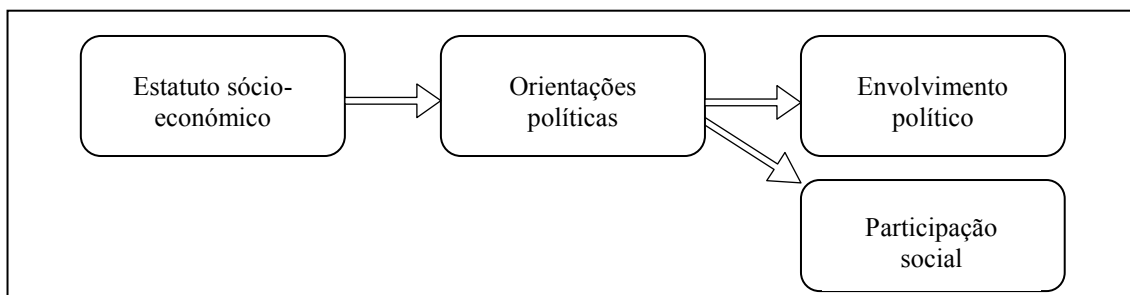 Estatuto sócio-
económico
Orientações
políticas
Envolvimento
político
Participação
social